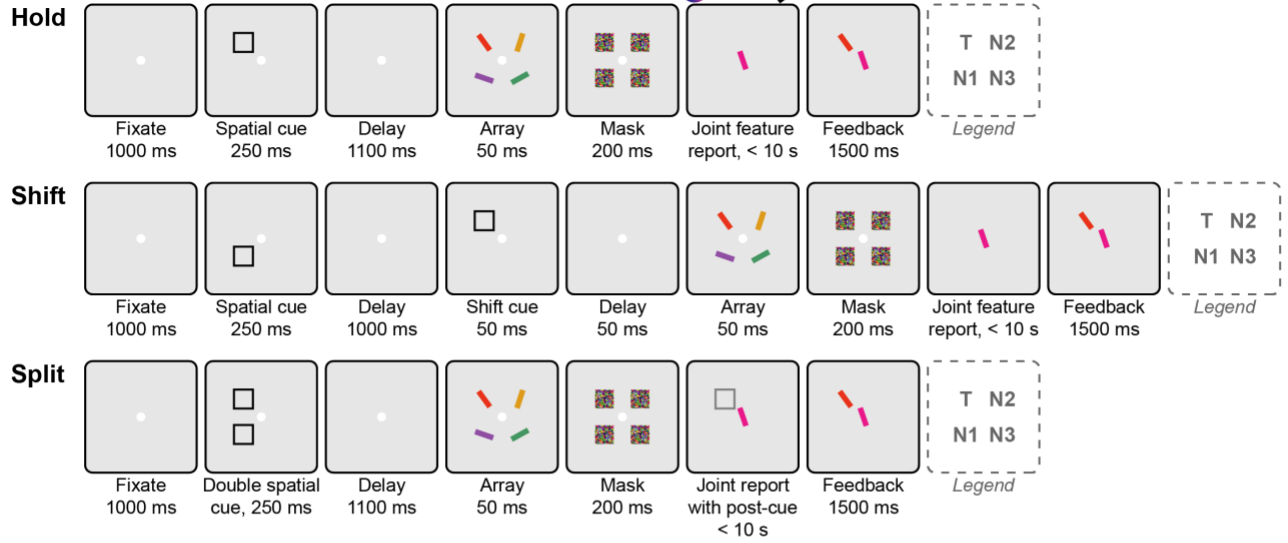 Hold
T N2
N1 N3
Fixate Spatial cue Delay Array Mask Joint feature Feedback Legend
1000 ms 250 ms 1100 ms 50 ms 200 ms report, < 10 s 1500 ms
Shift
T N2
N1 N3
Fixate Spatial cue Delay Shift cue Delay Array Mask Joint feature Feedback Legend
1000 ms 250 ms 1000 ms 50 ms 50 ms 50 ms 200 ms report, < 10 s 1500 ms
Split
T N2
N1 N3
Fixate Double spatial Delay Array Mask Joint report Feedback Legend
1000 ms cue, 250 ms 1100 ms 50 ms 200 ms with post-cue 1500 ms
< 10 s